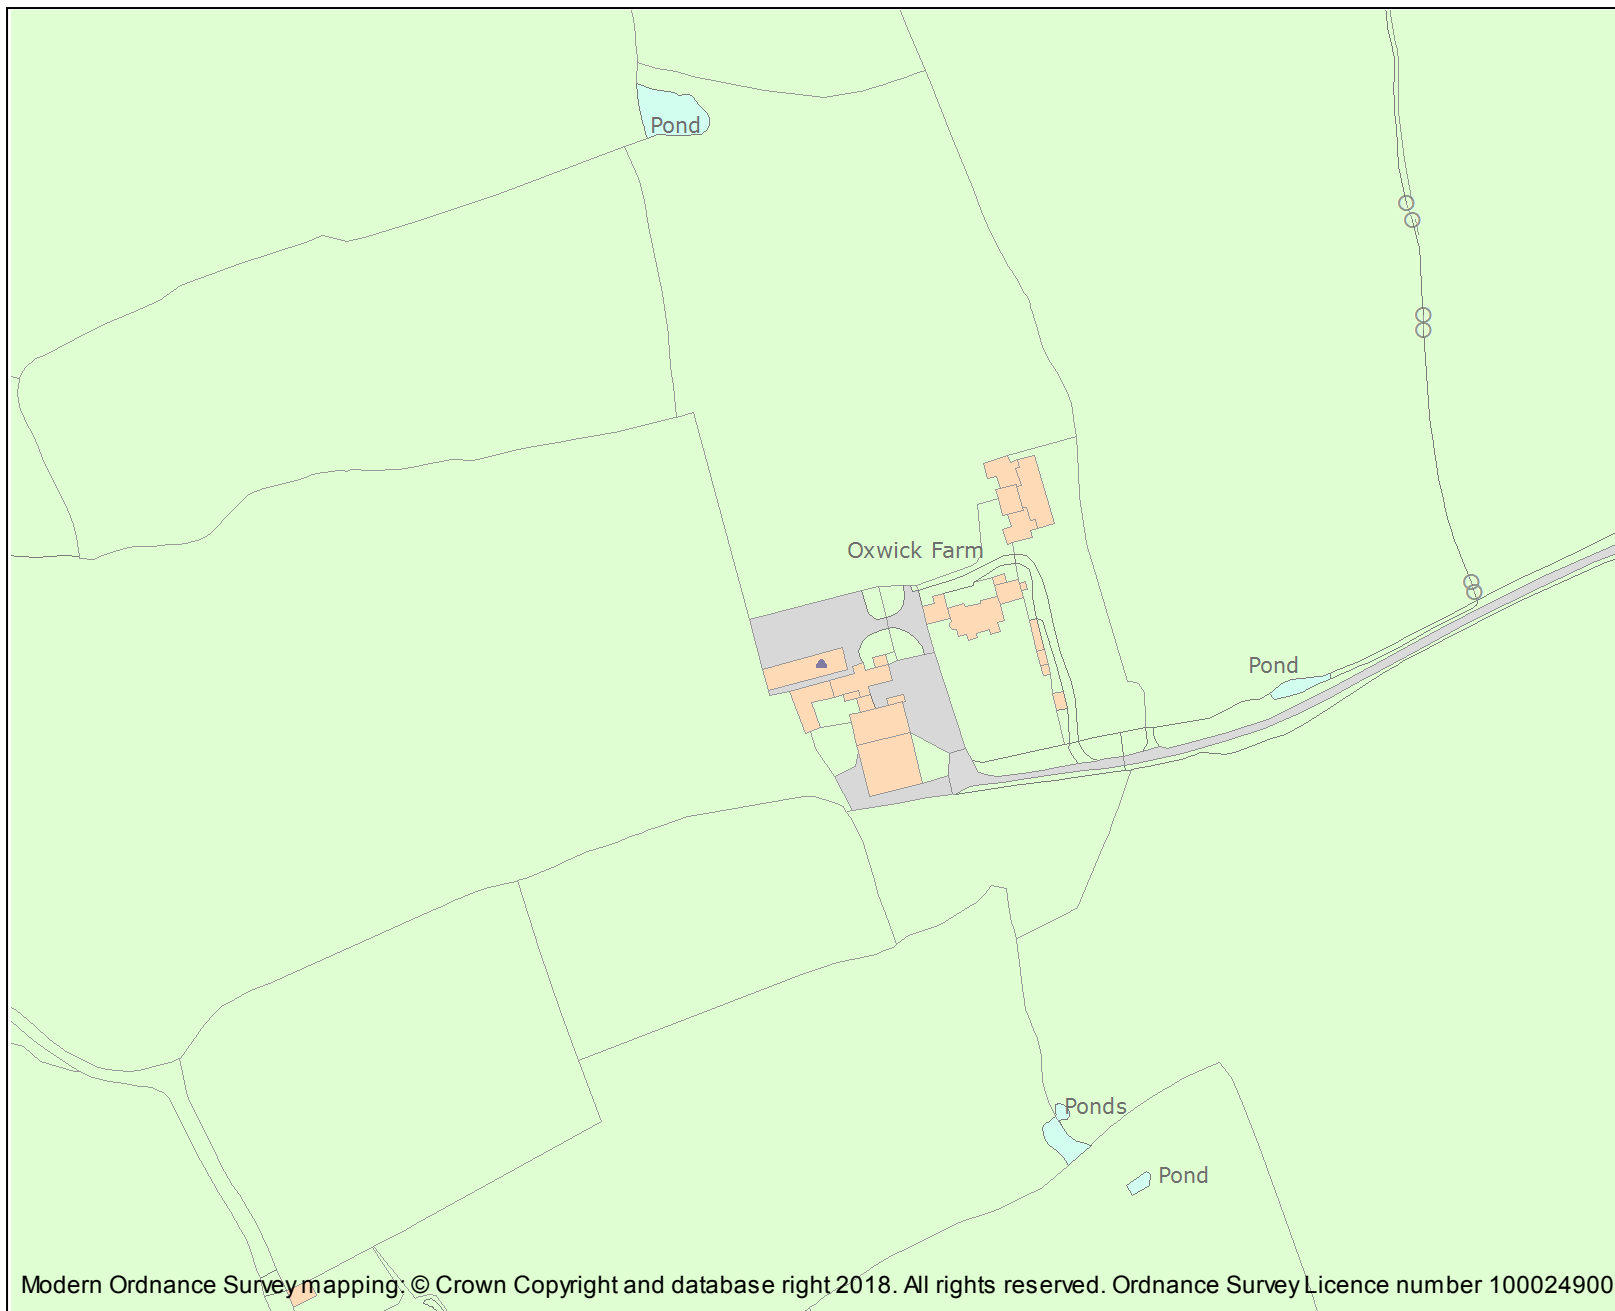 Pond
Oxwick Farm
Pond
Ponds
Pond
Modern Ordnance Survey mapping: © Crown Copyright and database right 2018. All rights reserved. Ordnance Survey Licence number 100024900